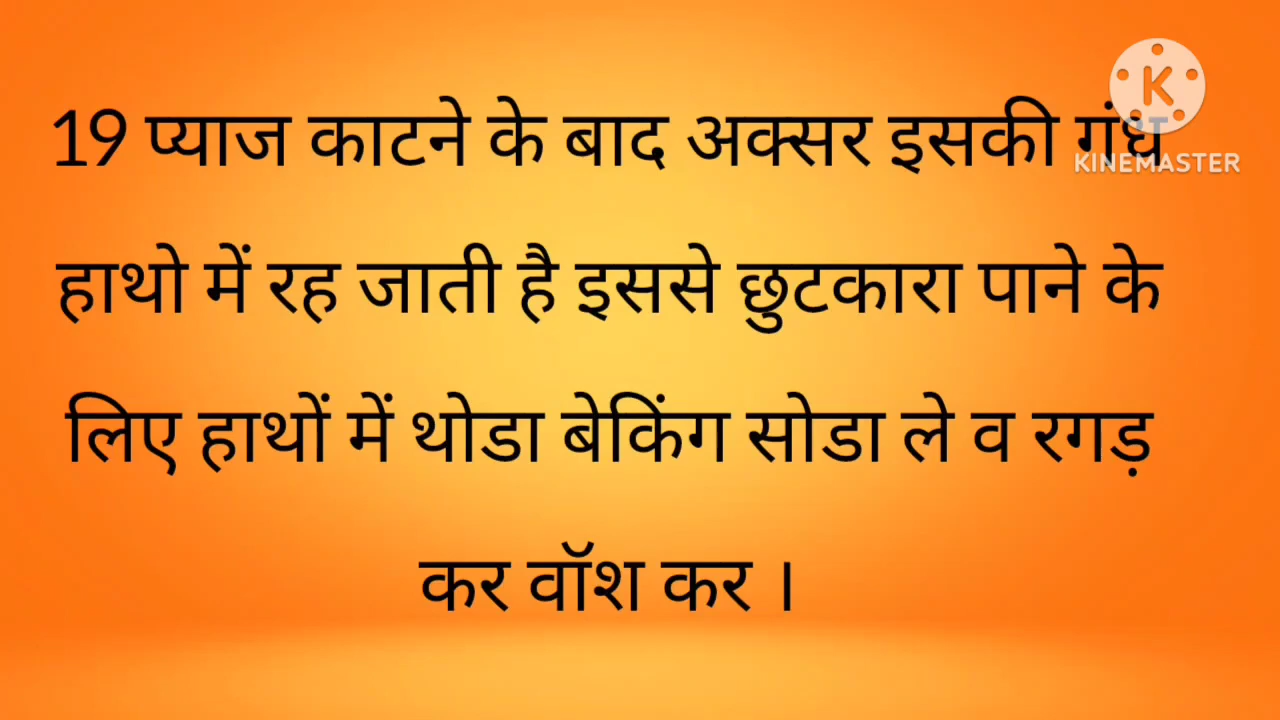 19 प्याज काटने के बाद अक्सर इसकी गंध
हाथो में रह जाती है इससे छुटकारा पाने के
लिए हाथों में थोडा बेकिंग सोडा ले व रगड़
कर वॉश कर ।
K
KINEMASTER